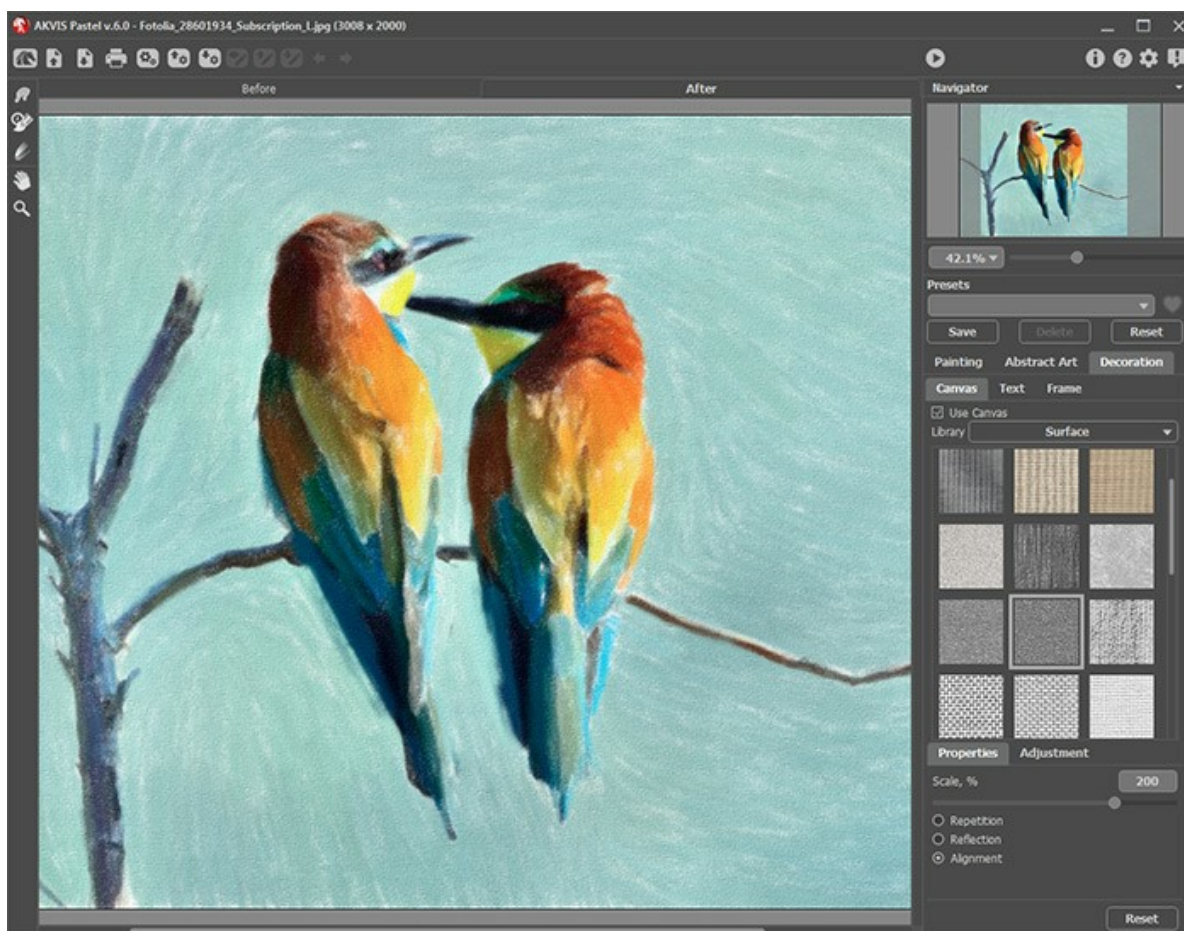 AKVIS Pastel v.6.0 - Fotolia_28601934_Subscription_L.jpg (3008 x 2000)
Before
After
Navigator
42.1%
Presets
Save
Delete
Reset
Painting
Abstract Art
Decoration
Canvas
Text
Frame
Use Canvas
Library
Surface
Properties
Adjustment
Scale, %
200
Repetition
Reflection
Alignment
Reset